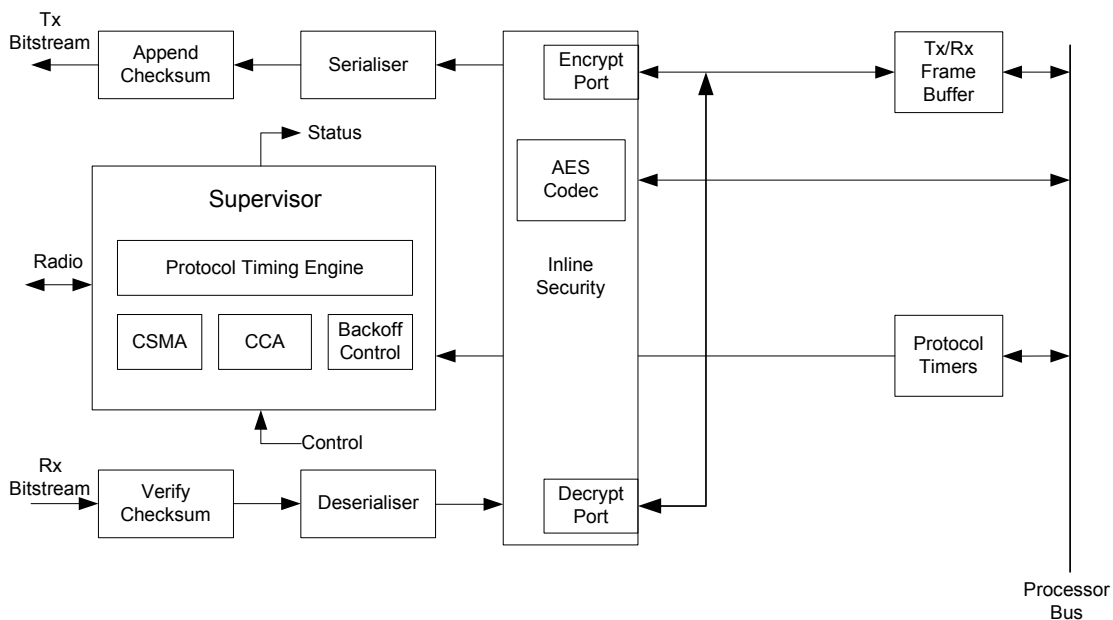 Tx
Bitstream
Append
Checksum
Serialiser
Encrypt
Port
Tx/Rx
Frame
Buffer
Status
AES
Codec
Supervisor
Protocol Timing Engine
Radio
Inline
Security
CSMA
CCA
Backoff
Control
Protocol
Timers
Control
Rx
Bitstream
Verify
Checksum
Deserialiser
Decrypt
Port
Processor
Bus